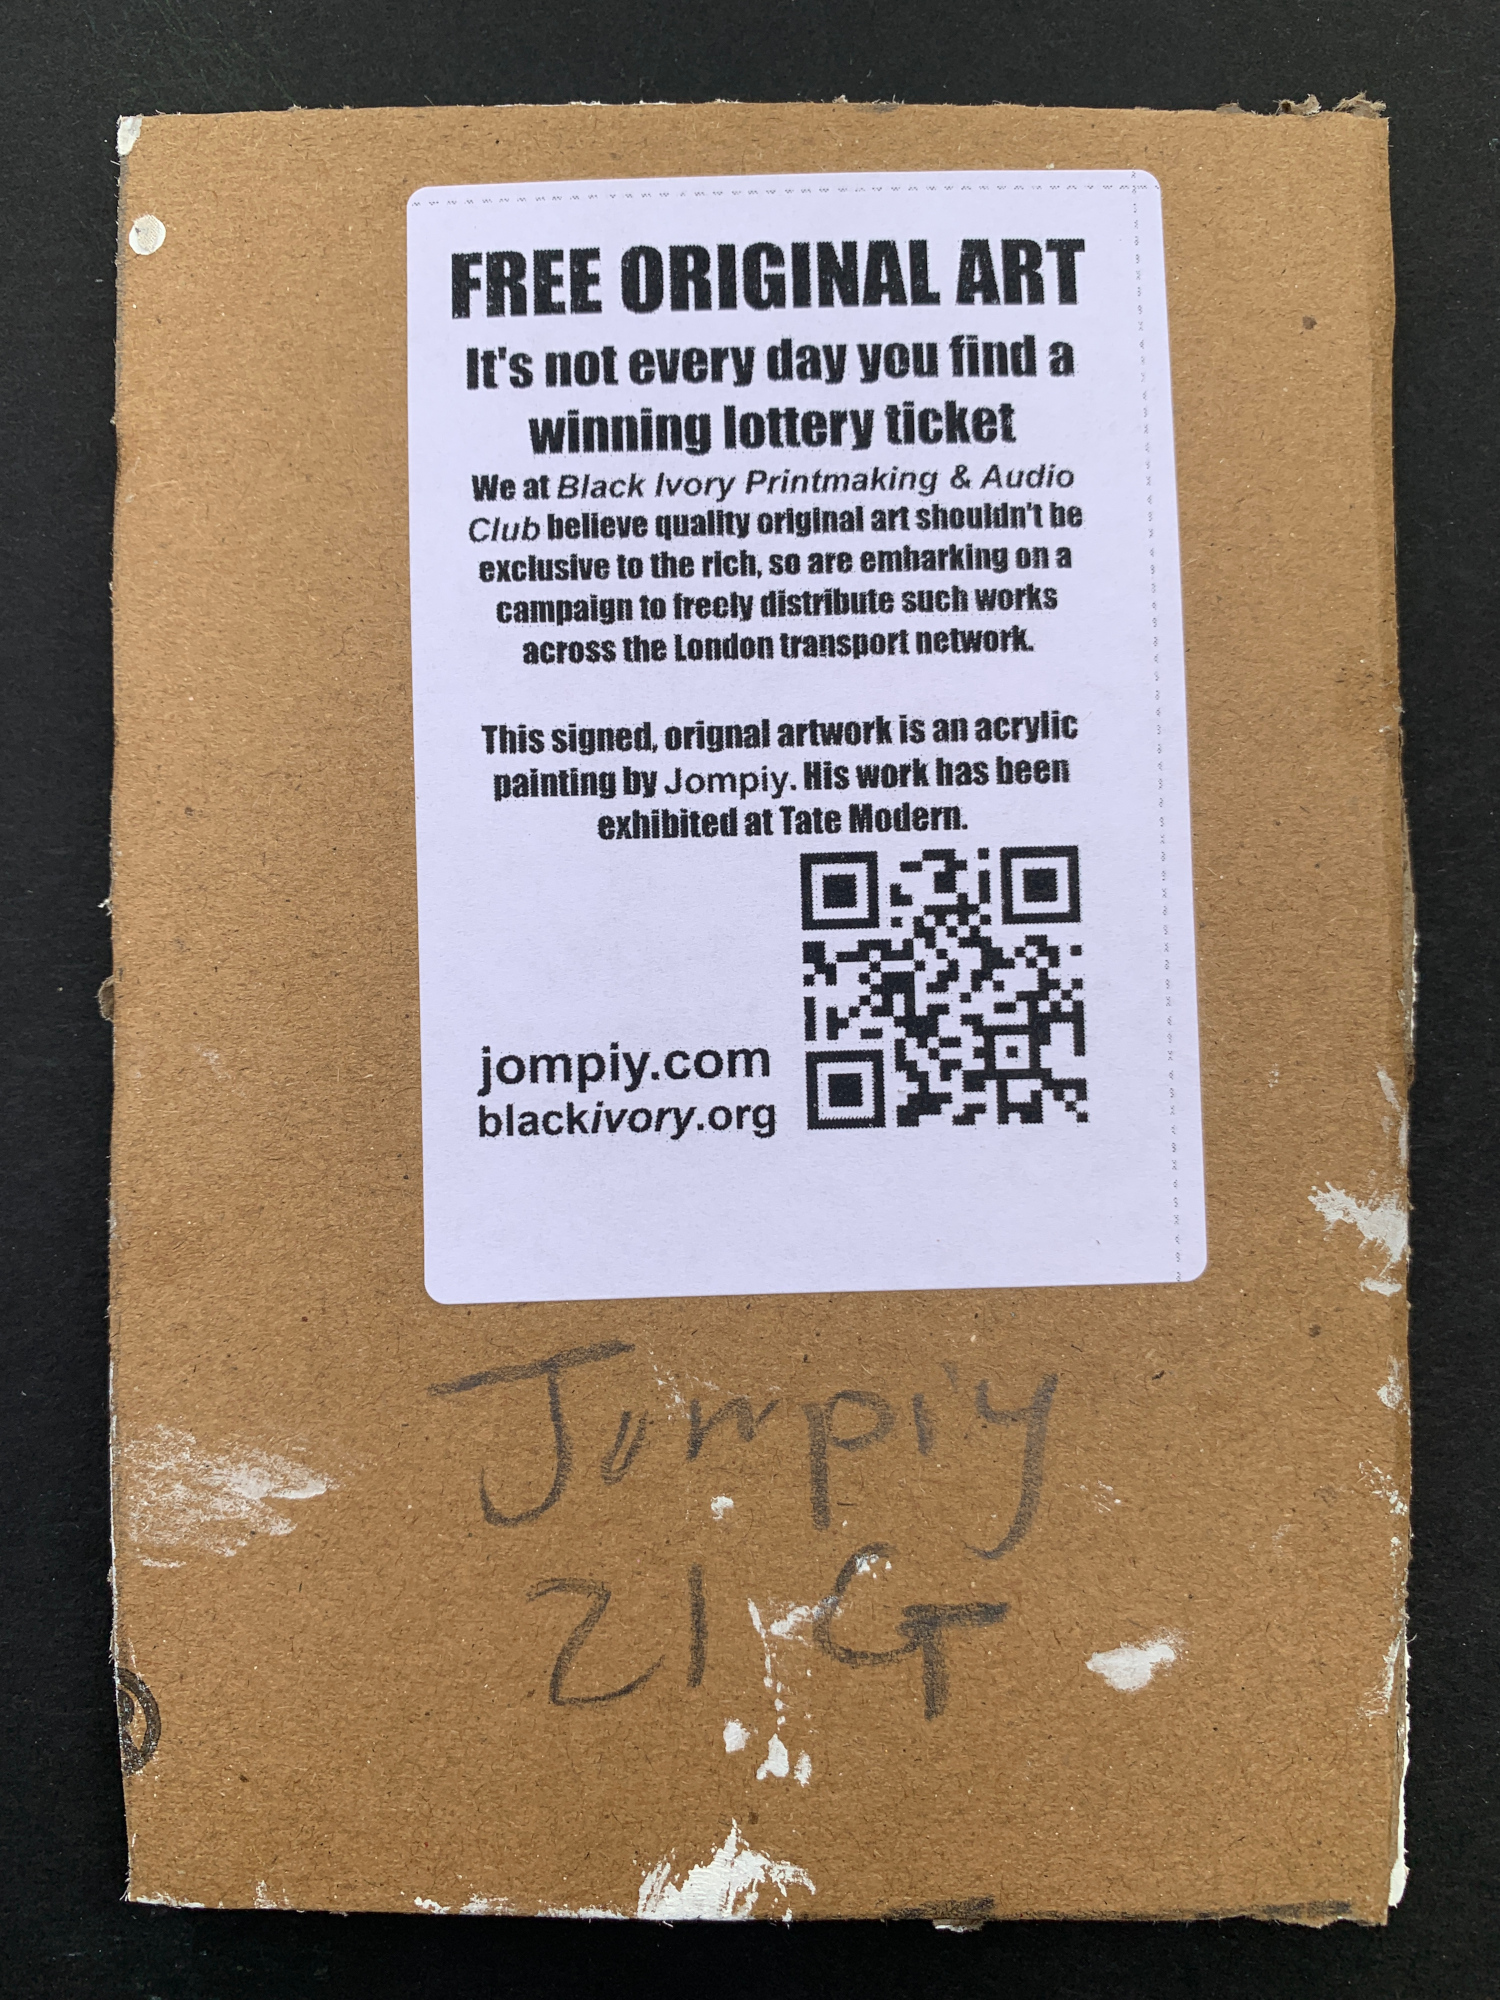 FREE ORIGINAL ART
It's not every day you find a
winning lottery ticket
We at Black Ivory Printmaking & Audio
Club believe quality original art shouldn't be
exclusive to the rich, so are embarking on a
campaign to freely distribute such works
across the London transport network.
This signed, orignal artwork is an acrylic
painting by Jompiy. His work has been
exhibited at Tate Modern.
jompiy.com
blackivory.org
Jompiy
21 G